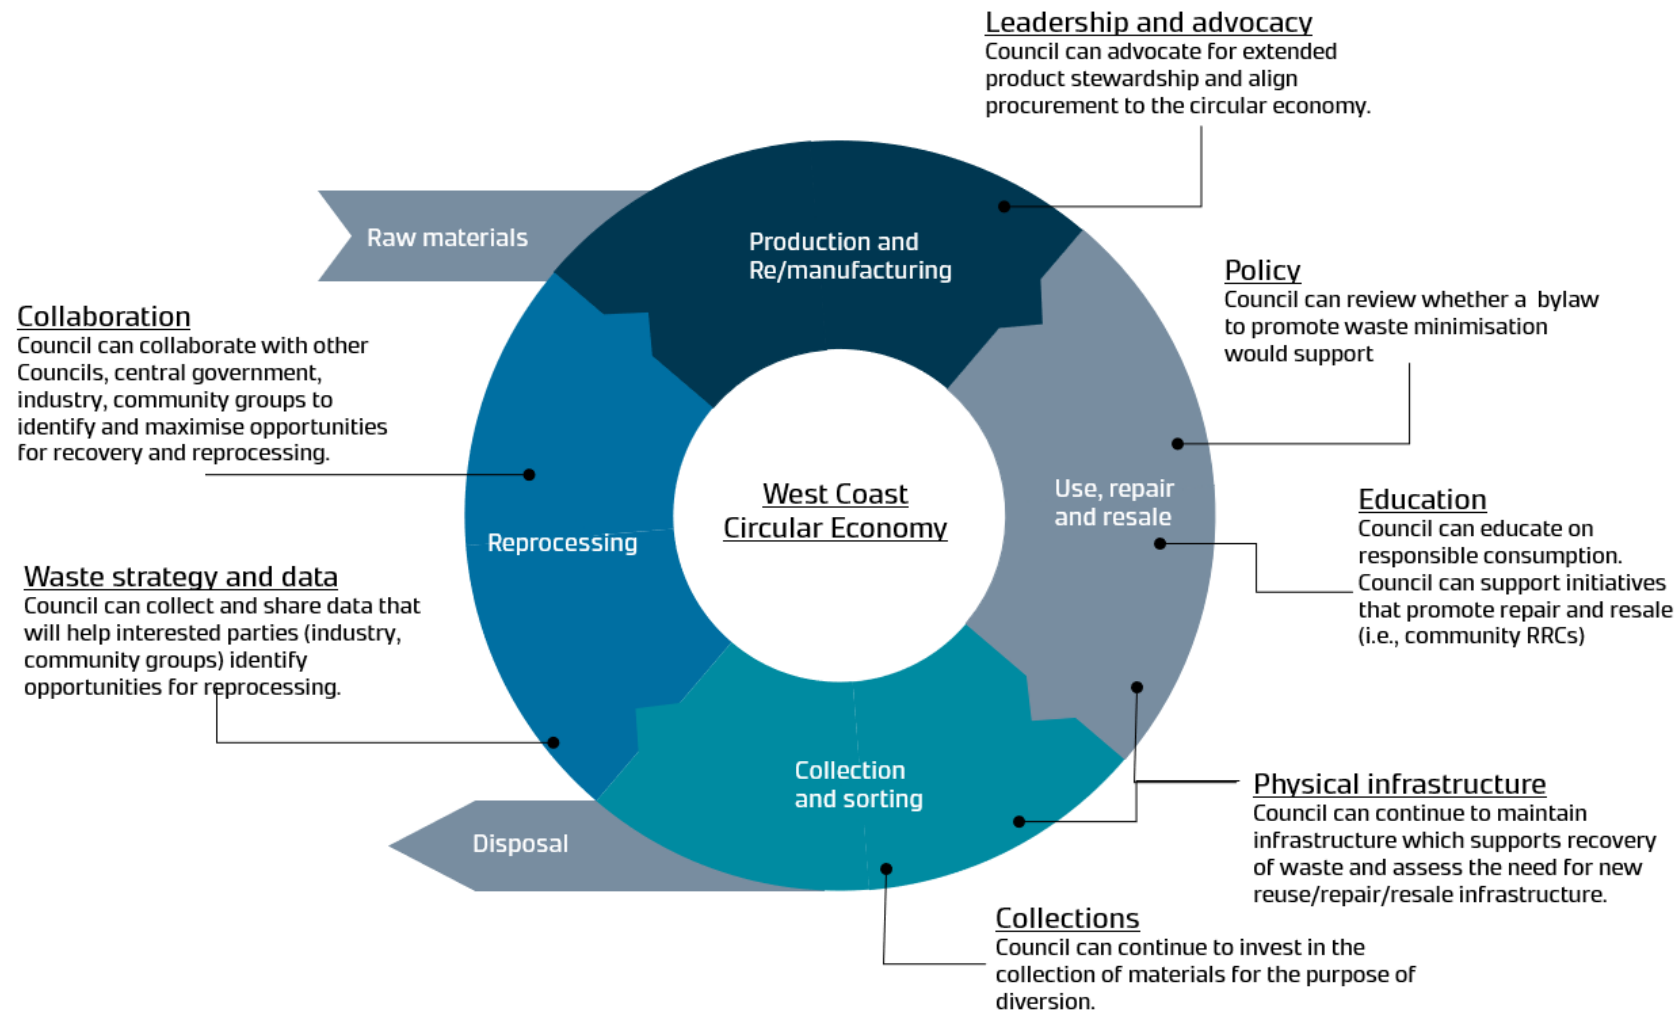 Leadership and advocacy
Council can advocate for extended
product stewardship and align
procurement to the circular economy.
Raw materials
Production and
Re/manufacturing
Policy
Council can review whether a  bylaw
to promote waste minimisation
would support
Collaboration
Council can collaborate with other
Councils, central government,
industry, community groups to
identify and maximise opportunities
for recovery and reprocessing.
West Coast
Circular Economy
Use, repair
and resale
Education
Council can educate on
responsible consumption.
Council can support initiatives
that promote repair and resale
(i.e., community RRCs)
Reprocessing
Waste strategy and data
Council can collect and share data that
will help interested parties (industry,
community groups) identify
opportunities for reprocessing.
Collection
and sorting
Physical infrastructure
Council can continue to maintain
infrastructure which supports recovery
of waste and assess the need for new
reuse/repair/resale infrastructure.
Disposal
Collections
Council can continue to invest in the
collection of materials for the purpose of
diversion.